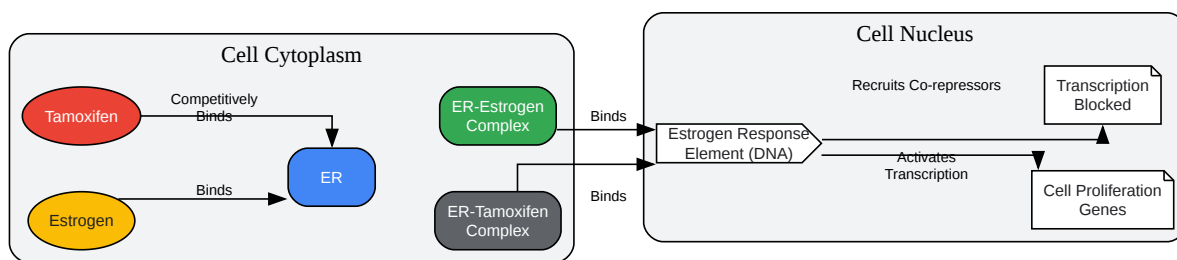 Cell Cytoplasm
Tamoxifen
Competitively
Binds
ER
Estrogen
Binds
ER-Estrogen
Complex
ER-Tamoxifen
Complex
Binds
Binds
Cell Nucleus
Estrogen Response
Element (DNA)
Recruits Co-repressors
Transcription
Blocked
Activates
Transcription
Cell Proliferation
Genes